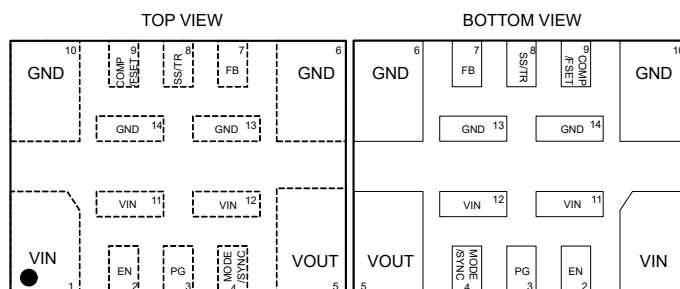 TOP VIEW
BOTTOM VIEW
10
GND
9
COMP
/FSET
8
SS/TR
7
FB
6
GND
GND 14
GND 13
VIN 11
VIN 12
VIN
1
EN
2
PG
3
MODE
/SYNC
4
VOUT
5
6
GND
7
FB
8
SS/TR
9
COMP
/FSET
10
GND
GND 13
GND 14
VIN 12
VIN 11
VOUT
5
MODE
/SYNC
4
PG
3
EN
2
VIN
1